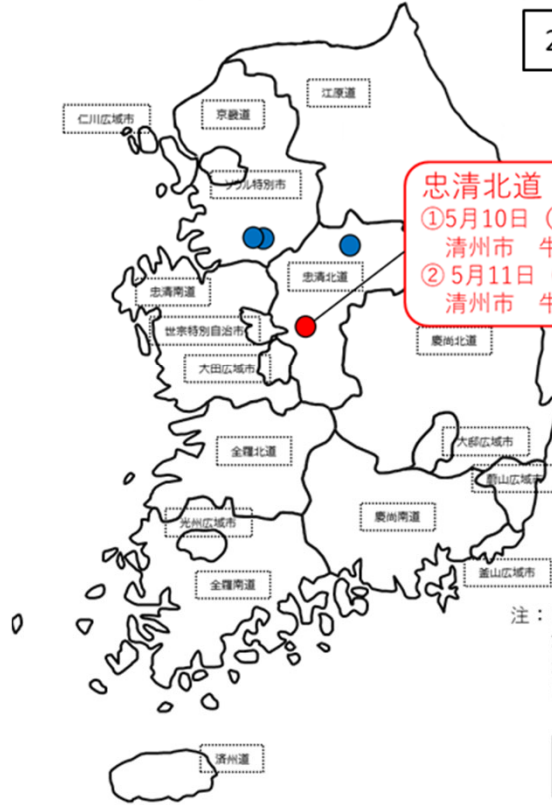 2
江原道
京畿道
仁川広域市
ソウル特別市
忠清北道
①5月10日（
清州市 牛
② 5月11日
清州市 牛
忠清北道
忠清南道
世宗特別自治市
慶尚北道
大田広域市
大邱広域市
全羅北道
蔚山広域市
慶尚南道
光州広域市
釜山広域市
全羅南道
注：
済州道